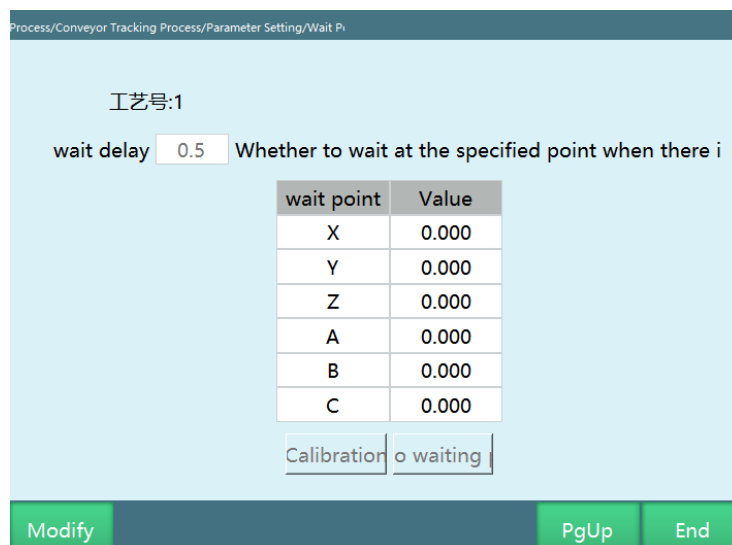 Process/Conveyor Tracking Process/Parameter Setting/Wait P
工艺号:1
wait delay 0.5 Whether to wait at the specified point when there i
wait point Value
X 0.000
Y 0.000
Z 0.000
A 0.000
B 0.000
C 0.000
Calibration o waiting
Modify PgUp End